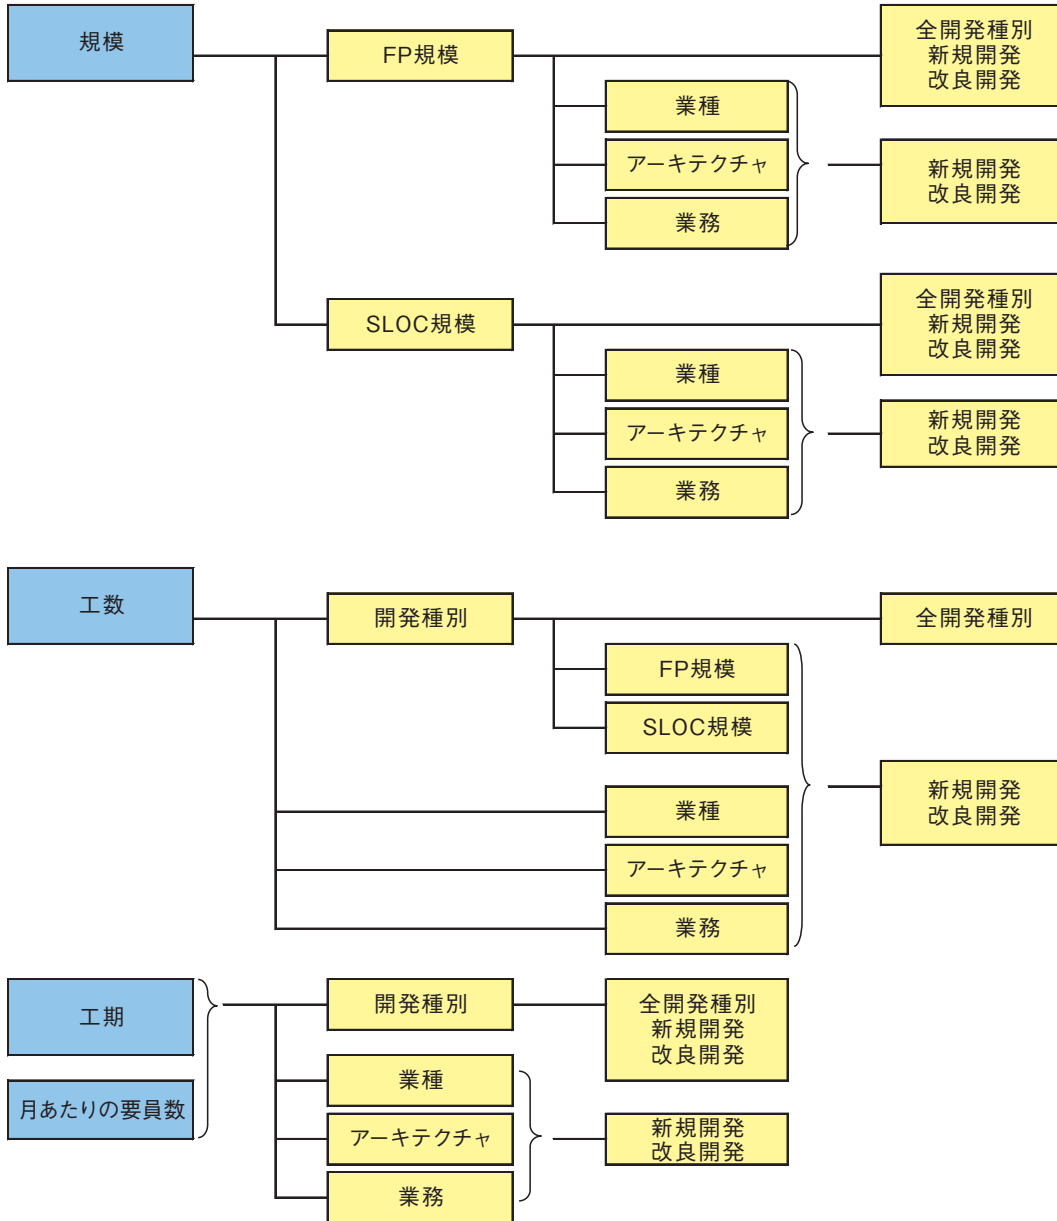 規模
FP規模
全開発種別
新規開発
改良開発
業種
アーキテクチャ
業務
新規開発
改良開発
SLOC規模
全開発種別
新規開発
改良開発
業種
アーキテクチャ
業務
新規開発
改良開発
工数
開発種別
全開発種別
FP規模
SLOC規模
業種
アーキテクチャ
業務
新規開発
改良開発
工期
月あたりの要員数
開発種別
全開発種別
新規開発
改良開発
業種
アーキテクチャ
業務
新規開発
改良開発